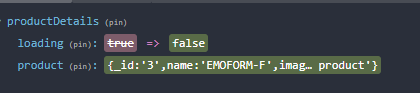 productDetails (pin)
loading (pin): true => false
product (pin): {_id:'3',name:'EMOFORM-F',imag… product'}